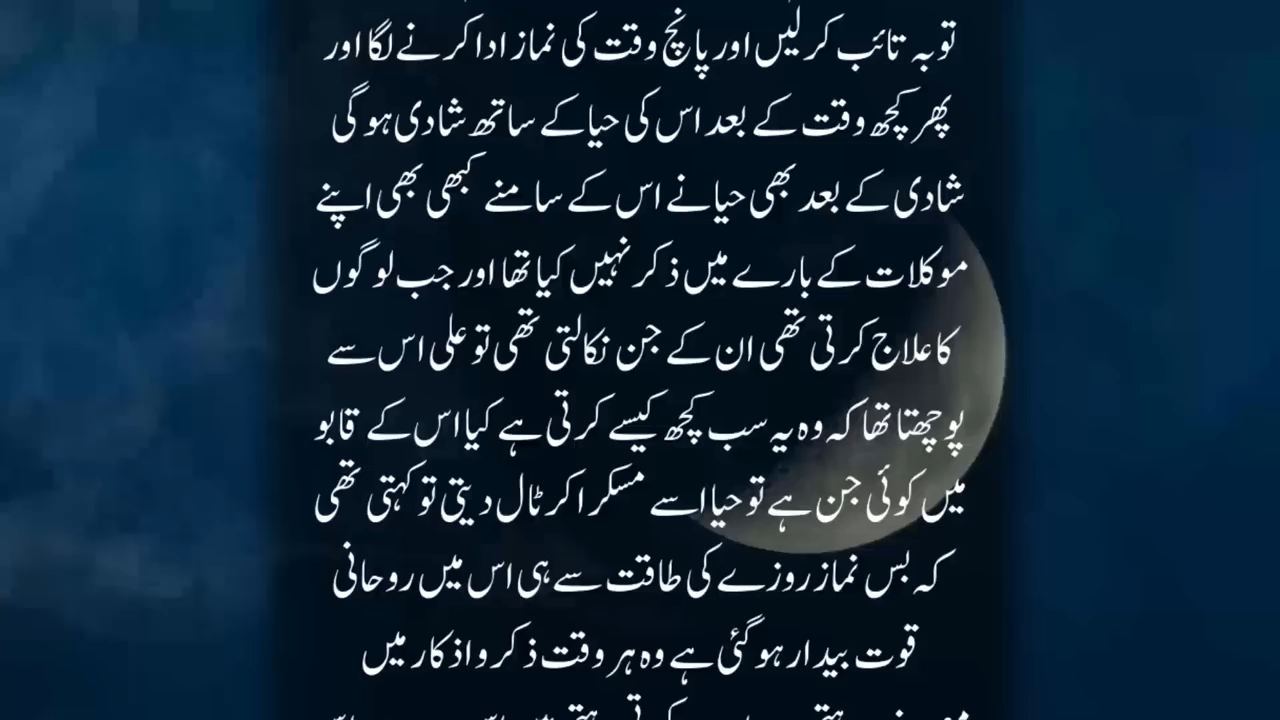 توبہ تائب کر لیں اور پانچ وقت کی نماز ادا کرنے لگا اور
پھر کچھ وقت کے بعد اس کی حیا کے ساتھ شادی ہو گی
شادی کے بعد بھی حیا نے اس کے سامنے کبھی بھی اپنے
موکلات کے بارے میں ذکر نہیں کیا تھا اور جب لوگوں
کا علاج کرتی تھی ان کے جن نکالتی تھی تو علی اس سے
پوچھتا تھا کہ وہ یہ سب کچھ کیسے کرتی ہے کیا اس کے قابو
میں کوئی جن ہے تو حیا اسے مسکرا کر ٹال دیتی تو کہتی تھی
کہ بس نماز روزے کی طاقت سے ہی اس میں روحانی
قوت بیدار ہو گئی ہے وہ ہر وقت ذکر و اذکار میں